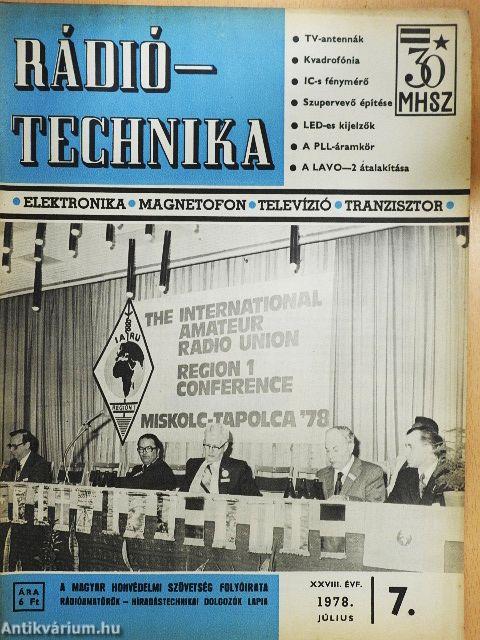 RÁDIÓ—
TECHNIKA
• TV-antennák
• Kvadrofónia
• IC-s fénymérő
• Szupervevő építése
• LED-es kijelzők
• A PLL-áramkör
• A LAVO—2 átalakítása
30
MHSZ
• ELEKTRONIKA • MAGNETOFON • TELEVÍZIÓ • TRANZISZTOR •
IARU
REGION 1
THE INTERNATIONAL
AMATEUR
RADIO UNION
REGION 1
CONFERENCE
MISKOLC-TAPOLCA '78
ÁRA
6 Ft
A MAGYAR HONVÉDELMI SZÖVETSÉG FOLYÓIRATA
RÁDIÓAMATŐRÖK – HÍRADÁSTECHNIKAI DOLGOZÓK LAPJA
XXVIII. ÉVF.
1978.
JÚLIUS
7.
Antikvárium.hu